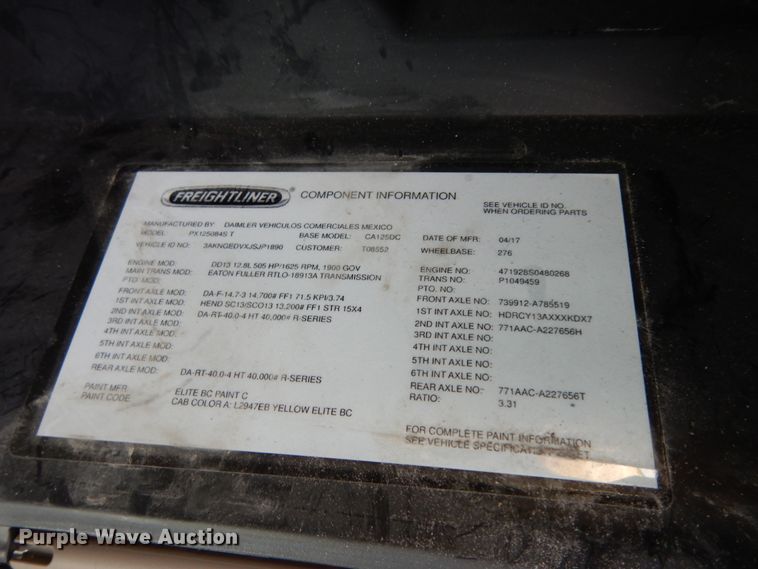 FREIGHTLINER COMPONENT INFORMATION
SEE VEHICLE ID NO.
WHEN ORDERING PARTS
MANUFACTURED BY: DAIMLER VEHICULOS COMERCIALES MEXICO
MODEL: PX125084S T BASE MODEL: CA125DC DATE OF MFR: 04/17
VEHICLE ID NO: 3AKNGEDVXJSJP1890 CUSTOMER: T08552 WHEELBASE: 276
ENGINE MOD: DD13 12.8L 505 HP/1625 RPM, 1900 GOV ENGINE NO: 471928S0480268
MAIN TRANS MOD: EATON FULLER RTLO-18913A TRANSMISSION TRANS NO: P1049459
PTO MOD: PTO. NO:
FRONT AXLE MOD: DA-F-14.7-3 14,700# FF1 71.5 KPI/3.74 FRONT AXLE NO: 739912-A785519
1ST INT AXLE MOD: HEND SC13/SCO13 13,200# FF1 STR 15X4 1ST INT AXLE NO: HDRCY13AXXXKDX7
2ND INT AXLE MOD: DA-RT-40.0-4 HT 40,000# R-SERIES 2ND INT AXLE NO: 771AAC-A227656H
3RD INT AXLE MOD: 3RD INT AXLE NO:
4TH INT AXLE MOD: 4TH INT AXLE NO:
5TH INT AXLE MOD: 5TH INT AXLE NO:
6TH INT AXLE MOD: 6TH INT AXLE NO:
REAR AXLE MOD: DA-RT-40.0-4 HT 40,000# R-SERIES REAR AXLE NO: 771AAC-A227656T
RATIO: 3.31
PAINT MFR: ELITE BC PAINT C
PAINT CODE CAB COLOR A: L2947EB YELLOW ELITE BC
FOR COMPLETE PAINT INFORMATION
SEE VEHICLE SPECIFICATION
Purple Wave Auction